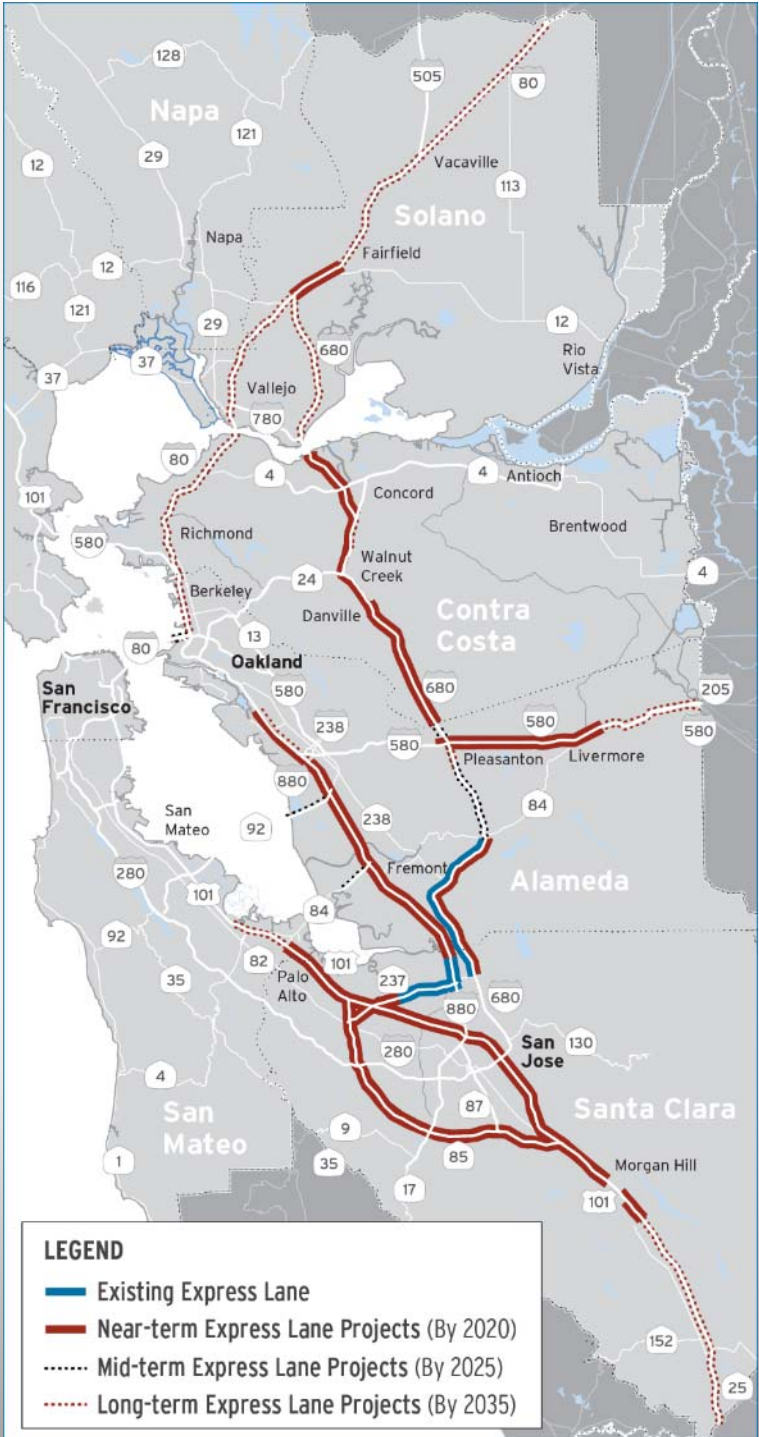 128
505
80
Napa
121
29
12
Vacaville
113
Solano
Napa
Fairfield
12
116
121
29
12
680
Rio
Vista
37
37
Vallejo
780
80
4
4
Antioch
101
Concord
Brentwood
580
Richmond
Walnut
Creek
4
24
Berkeley
Danville
Contra
Costa
13
80
Oakland
680
205
San
Francisco
580
238
580
580
580
Pleasanton
Livermore
880
San
Mateo
92
238
84
280
Fremont
Alameda
101
84
92
82
101
Palo
Alto
237
680
35
880
280
San
Jose
130
4
87
Santa Clara
San
Mateo
9
85
Morgan Hill
1
35
17
101
LEGEND
Existing Express Lane
Near-term Express Lane Projects (By 2020)
Mid-term Express Lane Projects (By 2025)
Long-term Express Lane Projects (By 2035)
152
25